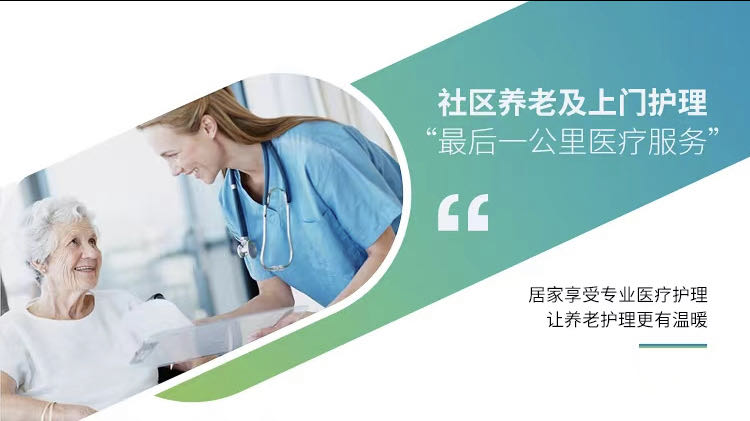 社区养老及上门护理
“最后一公里医疗服务”
“
居家享受专业医疗护理
让养老护理更有温暖